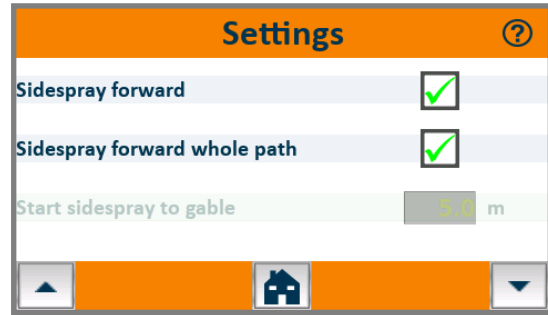 Settings
?
Sidespray forward
Sidespray forward whole path
Start sidespray to gable 5.0 m